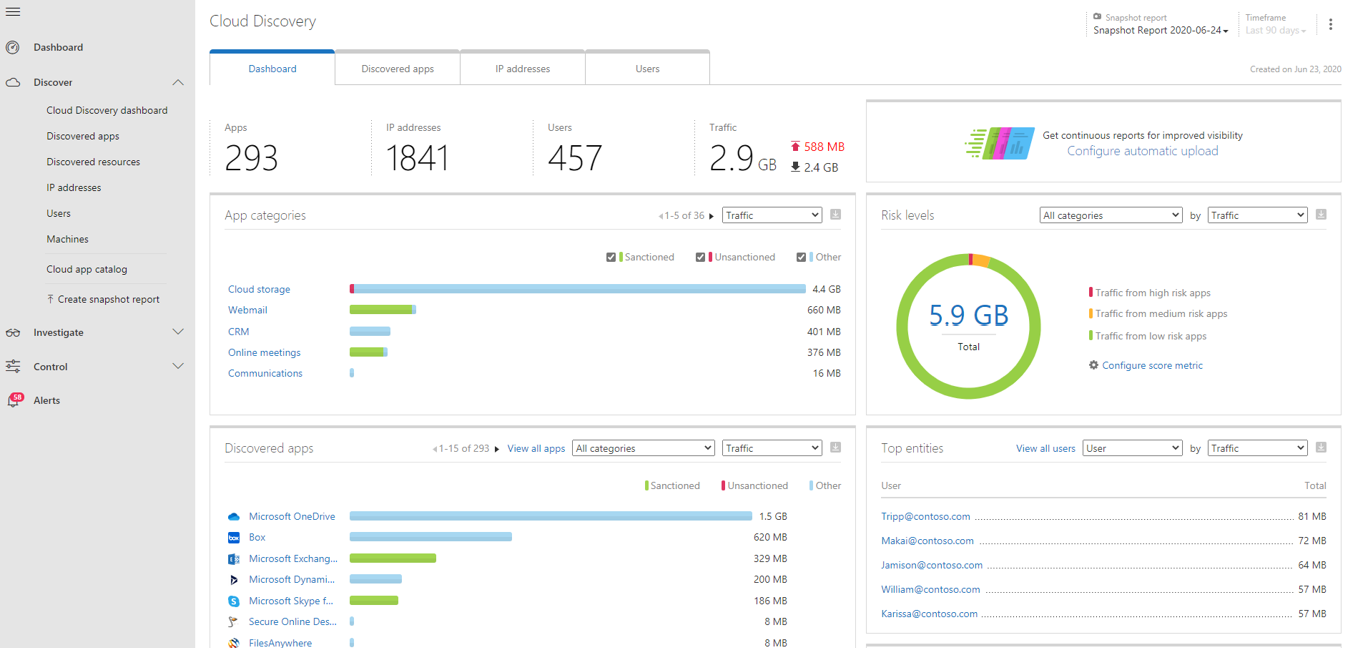 Dashboard
Discover
Cloud Discovery dashboard
Discovered apps
Discovered resources
IP addresses
Users
Machines
Cloud app catalog
Create snapshot report
Investigate
Control
58
Alerts
Cloud Discovery
Snapshot report
Snapshot Report 2020-06-24
Timeframe
Last 90 days
Dashboard
Discovered apps
IP addresses
Users
Created on Jun 23, 2020
Apps
293
IP addresses
1841
Users
457
Traffic
2.9 GB
588 MB
2.4 GB
Get continuous reports for improved visibility
Configure automatic upload
App categories
1-5 of 36
Traffic
Sanctioned
Unsanctioned
Other
Cloud storage 4.4 GB
Webmail 660 MB
CRM 401 MB
Online meetings 376 MB
Communications 16 MB
Risk levels
All categories by Traffic
5.9 GB
Total
Traffic from high risk apps
Traffic from medium risk apps
Traffic from low risk apps
Configure score metric
Discovered apps
1-15 of 293
View all apps
All categories
Traffic
Sanctioned
Unsanctioned
Other
Microsoft OneDrive 1.5 GB
box Box 620 MB
Microsoft Exchang... 329 MB
Microsoft Dynami... 200 MB
Microsoft Skype f... 186 MB
Secure Online Des... 8 MB
FilesAnywhere 8 MB
Top entities
View all users
User by Traffic
User Total
Tripp@contoso.com 81 MB
Makai@contoso.com 72 MB
Jamison@contoso.com 64 MB
William@contoso.com 57 MB
Karissa@contoso.com 57 MB